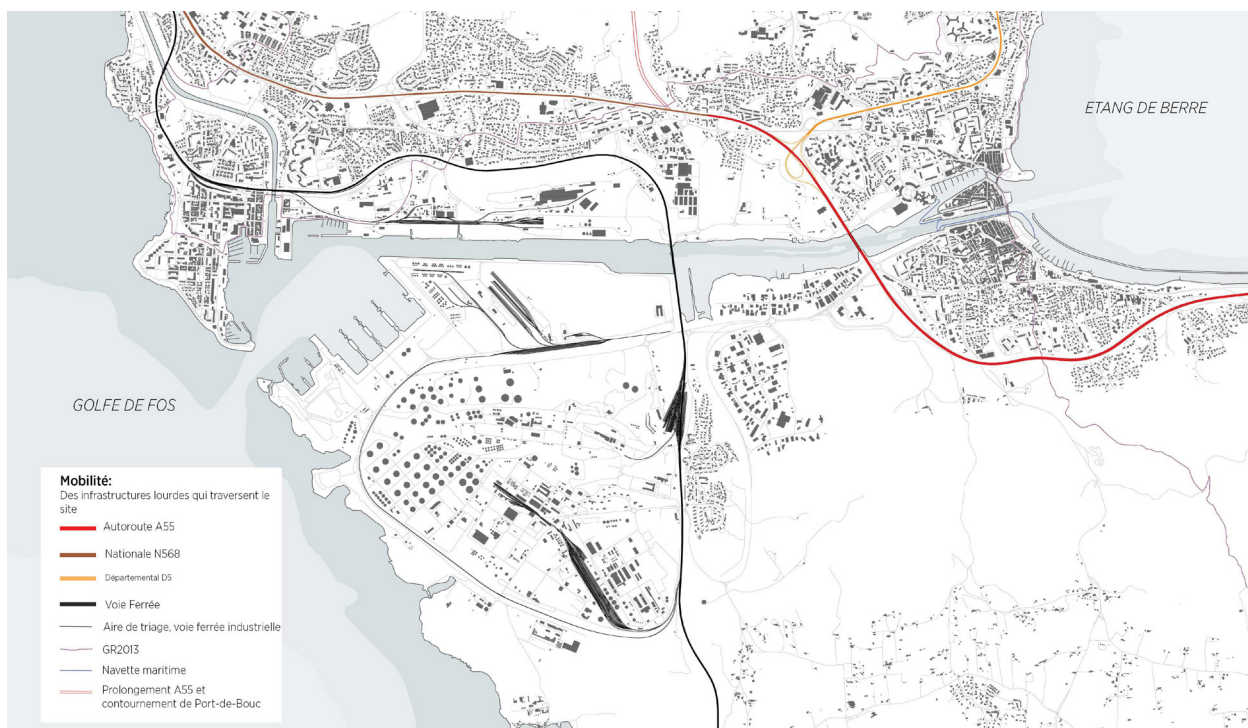 ETANG DE BERRE
GOLFE DE FOS
Mobilité:
Des infrastructures lourdes qui traversent le
site
Autoroute A55
Nationale N568
Départemental D5
Voie Ferrée
Aire de triage, voie ferrée industrielle
GR2013
Navette maritime
Prolongement A55 et
contournement de Port-de-Bouc